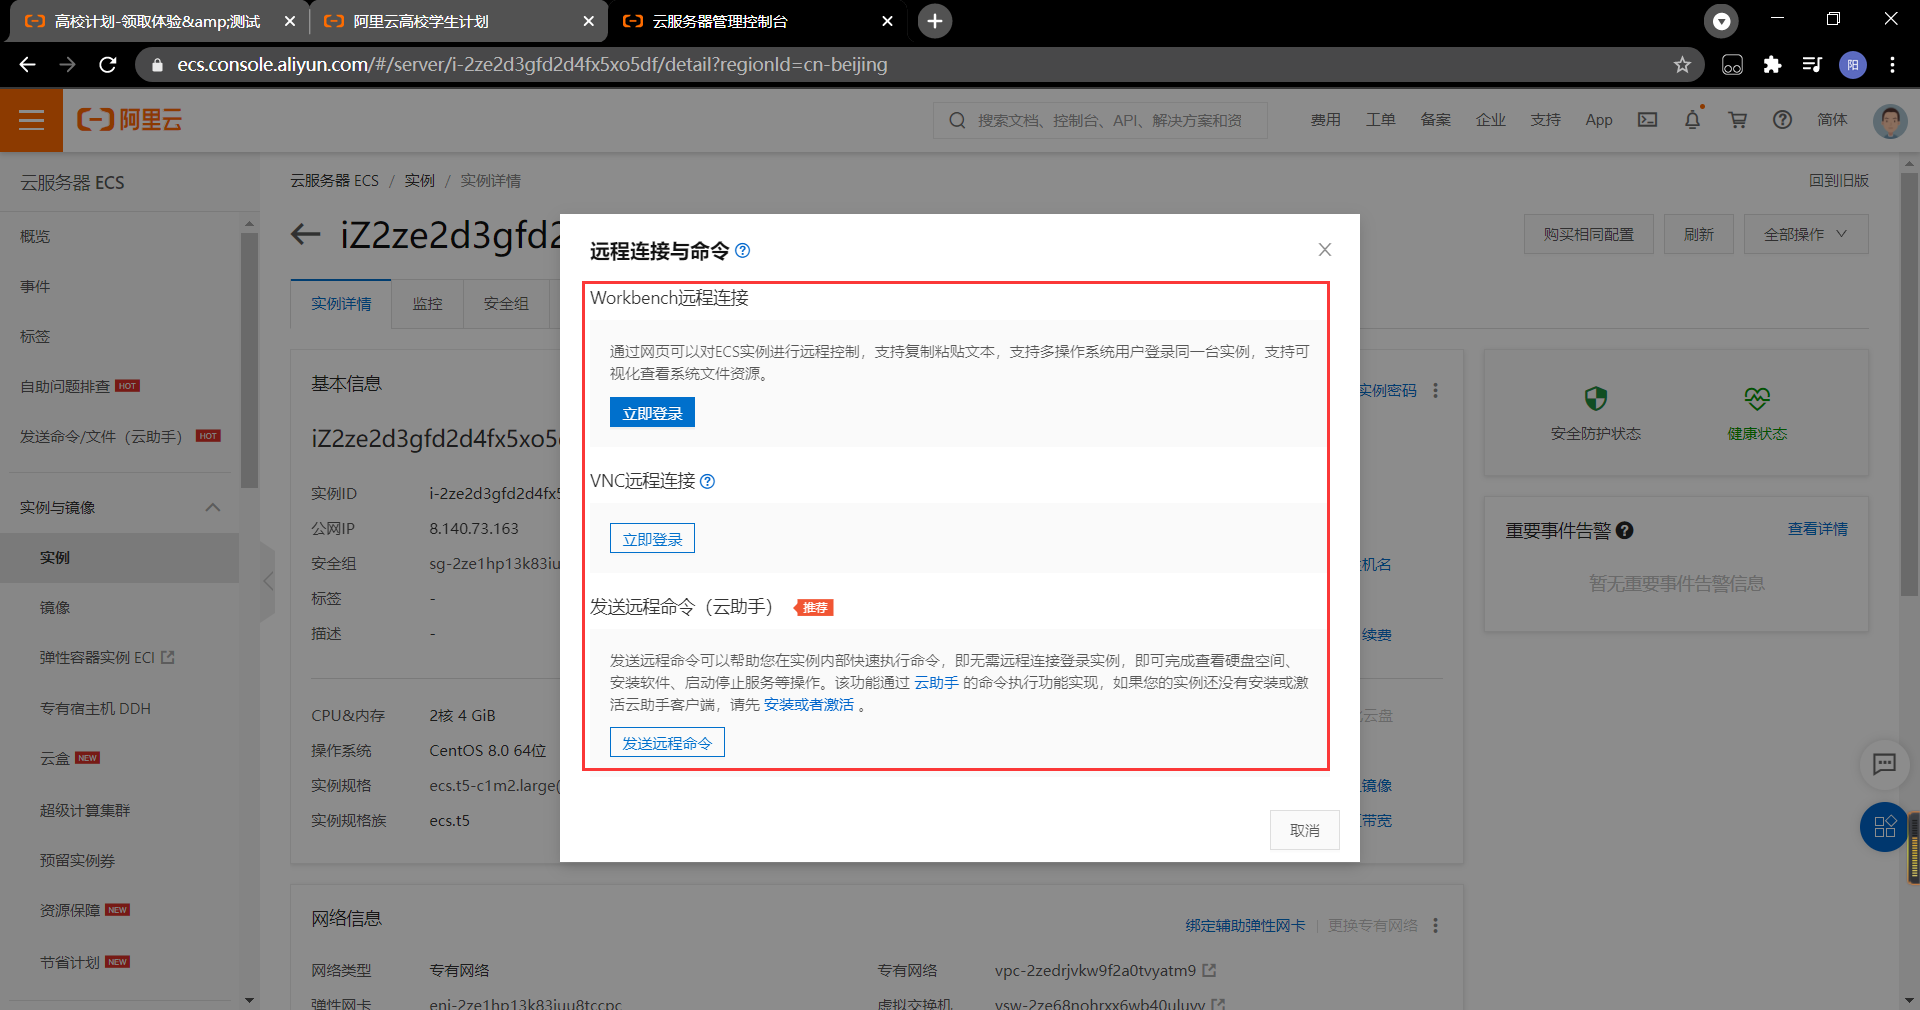 高校计划-领取体验&amp;测试
阿里云高校学生计划
云服务器管理控制台
ecs.console.aliyun.com/#/server/i-2ze2d3gfd2d4fx5xo5df/detail?regionId=cn-beijing
阳
阿里云
搜索文档、控制台、API、解决方案和资
费用
工单
备案
企业
支持
App
简体
云服务器 ECS
云服务器 ECS / 实例 / 实例详情
回到旧版
iZ2ze2d3gfd2
购买相同配置
刷新
全部操作
概览
事件
标签
自助问题排查 HOT
发送命令/文件（云助手） HOT
实例与镜像
实例
镜像
弹性容器实例 ECI
专有宿主机 DDH
云盒 NEW
超级计算集群
预留实例券
资源保障 NEW
节省计划 NEW
实例详情
监控
安全组
基本信息
实例密码
iZ2ze2d3gfd2d4fx5xo5
实例ID i-2ze2d3gfd2d4fx5
公网IP 8.140.73.163
安全组 sg-2ze1hp13k83iu
机名
标签 -
描述 -
续费
CPU&内存 2核 4 GiB
云盘
操作系统 CentOS 8.0 64位
实例规格 ecs.t5-c1m2.large(
镜像
实例规格族 ecs.t5
带宽
远程连接与命令
Workbench远程连接
通过网页可以对ECS实例进行远程控制，支持复制粘贴文本，支持多操作系统用户登录同一台实例，支持可
视化查看系统文件资源。
立即登录
VNC远程连接
立即登录
发送远程命令（云助手） 推荐
发送远程命令可以帮助您在实例内部快速执行命令，即无需远程连接登录实例，即可完成查看硬盘空间、
安装软件、启动停止服务等操作。该功能通过 云助手 的命令执行功能实现，如果您的实例还没有安装或激
活云助手客户端，请先 安装或者激活 。
发送远程命令
取消
安全防护状态
健康状态
重要事件告警
查看详情
暂无重要事件告警信息
网络信息
绑定辅助弹性网卡
更换专有网络
网络类型 专有网络
专有网络 vpc-2zedrjvkw9f2a0tvyatm9
弹性网卡 eni-2ze1hp13k83iuu8tccpc
虚拟交换机 vsw-2ze68nohrxx6wb40uluvv